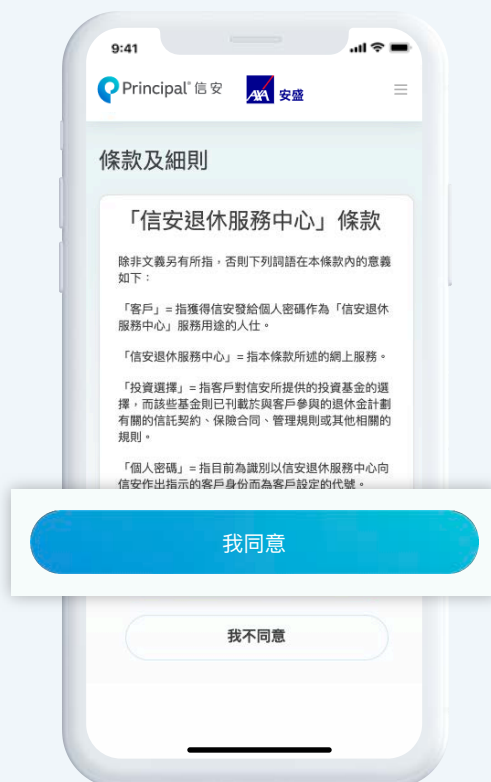 9:41
Principal® 信安 AXA 安盛
條款及細則
「信安退休服務中心」條款
除非文義另有所指，否則下列詞語在本條款內的意義
如下：
「客戶」= 指獲得信安發給個人密碼作為「信安退休
服務中心」服務用途的人仕。
「信安退休服務中心」= 指本條款所述的網上服務。
「投資選擇」= 指客戶對信安所提供的投資基金的選
擇，而該些基金則已刊載於與客戶參與的退休金計劃
有關的信託契約、保險合同、管理規則或其他相關的
規則。
「個人密碼」= 指目前為識別以信安退休服務中心向
信安作出指示的客戶身份而為客戶設定的代號。
我同意
我不同意